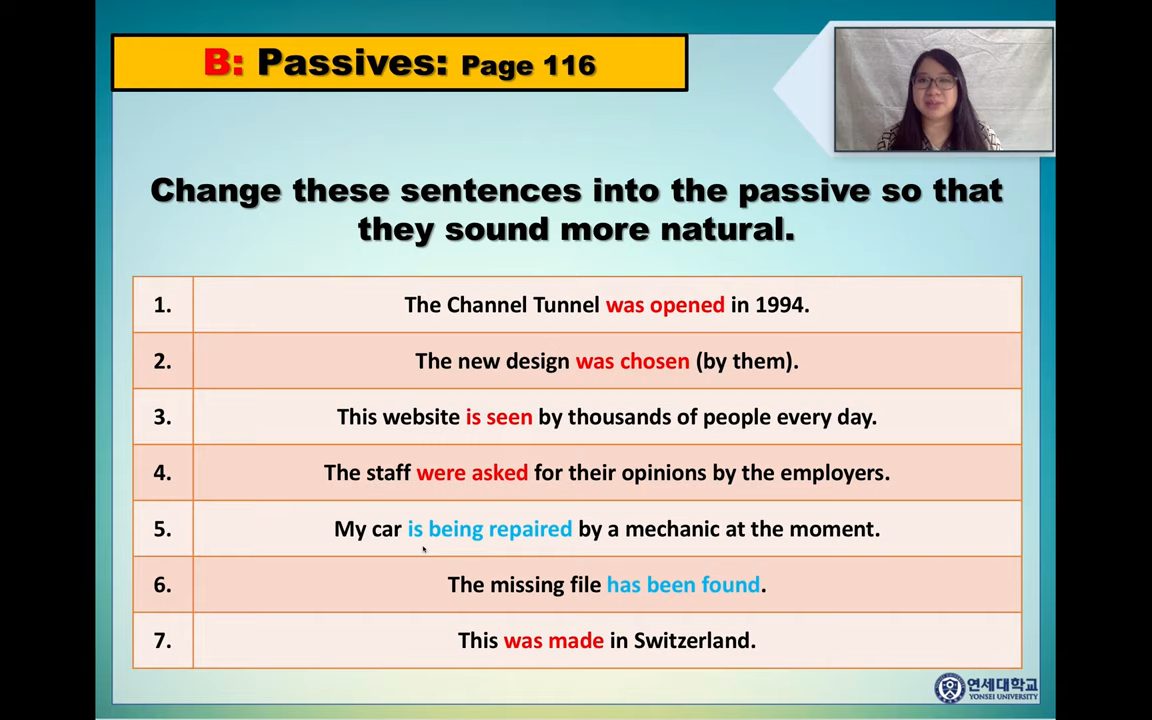 B: Passives: Page 116
Change these sentences into the passive so that
they sound more natural.
1. The Channel Tunnel was opened in 1994.
2. The new design was chosen (by them).
3. This website is seen by thousands of people every day.
4. The staff were asked for their opinions by the employers.
5. My car is being repaired by a mechanic at the moment.
6. The missing file has been found.
7. This was made in Switzerland.
연세대학교
YONSEI UNIVERSITY